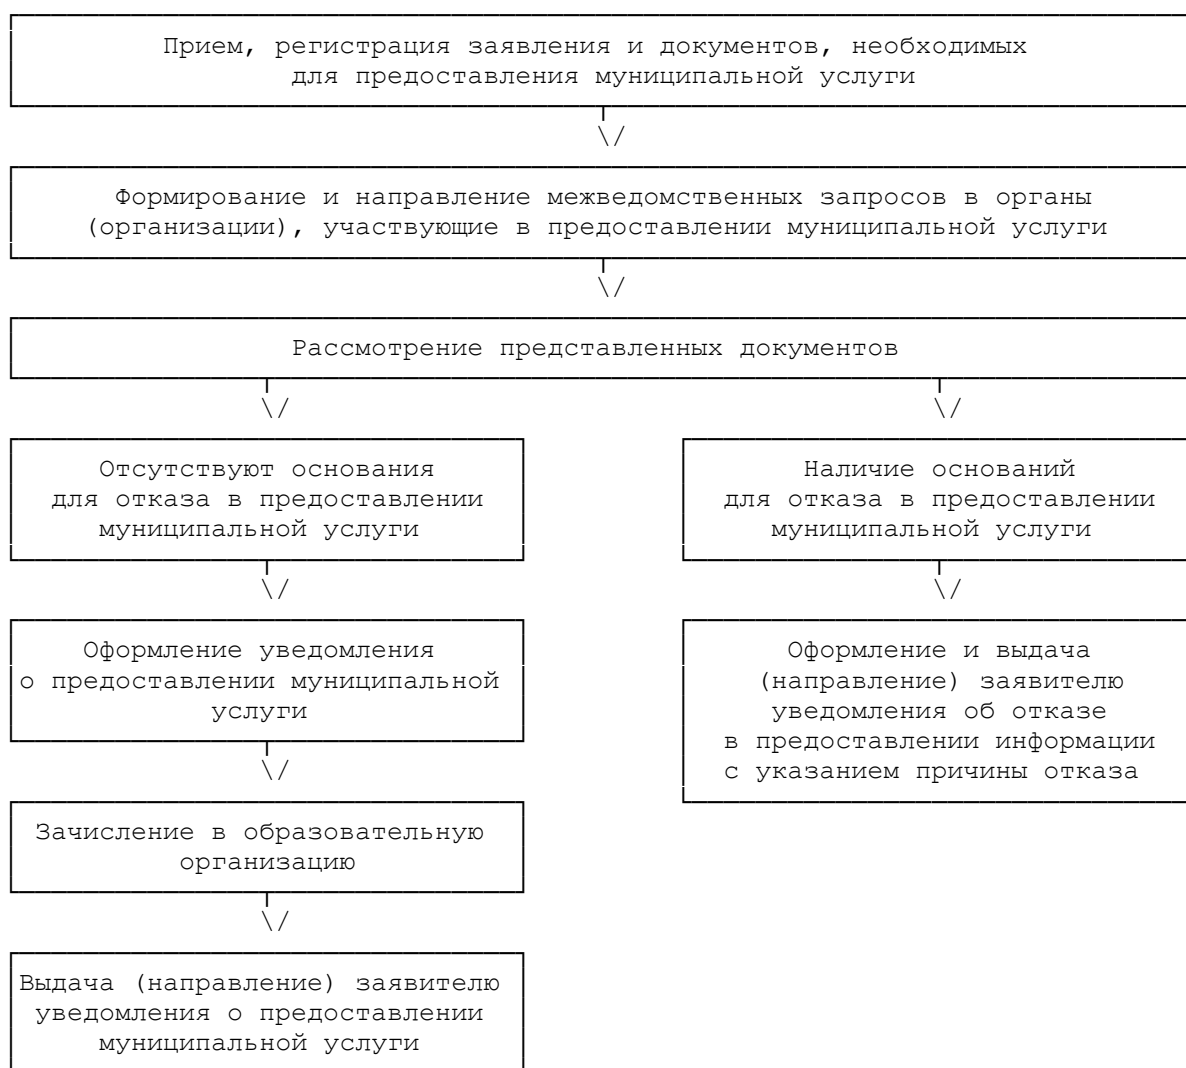 Прием, регистрация заявления и документов, необходимых
для предоставления муниципальной услуги
Формирование и направление межведомственных запросов в органы
(организации), участвующие в предоставлении муниципальной услуги
Рассмотрение представленных документов
Отсутствуют основания
для отказа в предоставлении
муниципальной услуги
Наличие оснований
для отказа в предоставлении
муниципальной услуги
Оформление уведомления
о предоставлении муниципальной
услуги
Оформление и выдача
(направление) заявителю
уведомления об отказе
в предоставлении информации
с указанием причины отказа
Зачисление в образовательную
организацию
Выдача (направление) заявителю
уведомления о предоставлении
муниципальной услуги